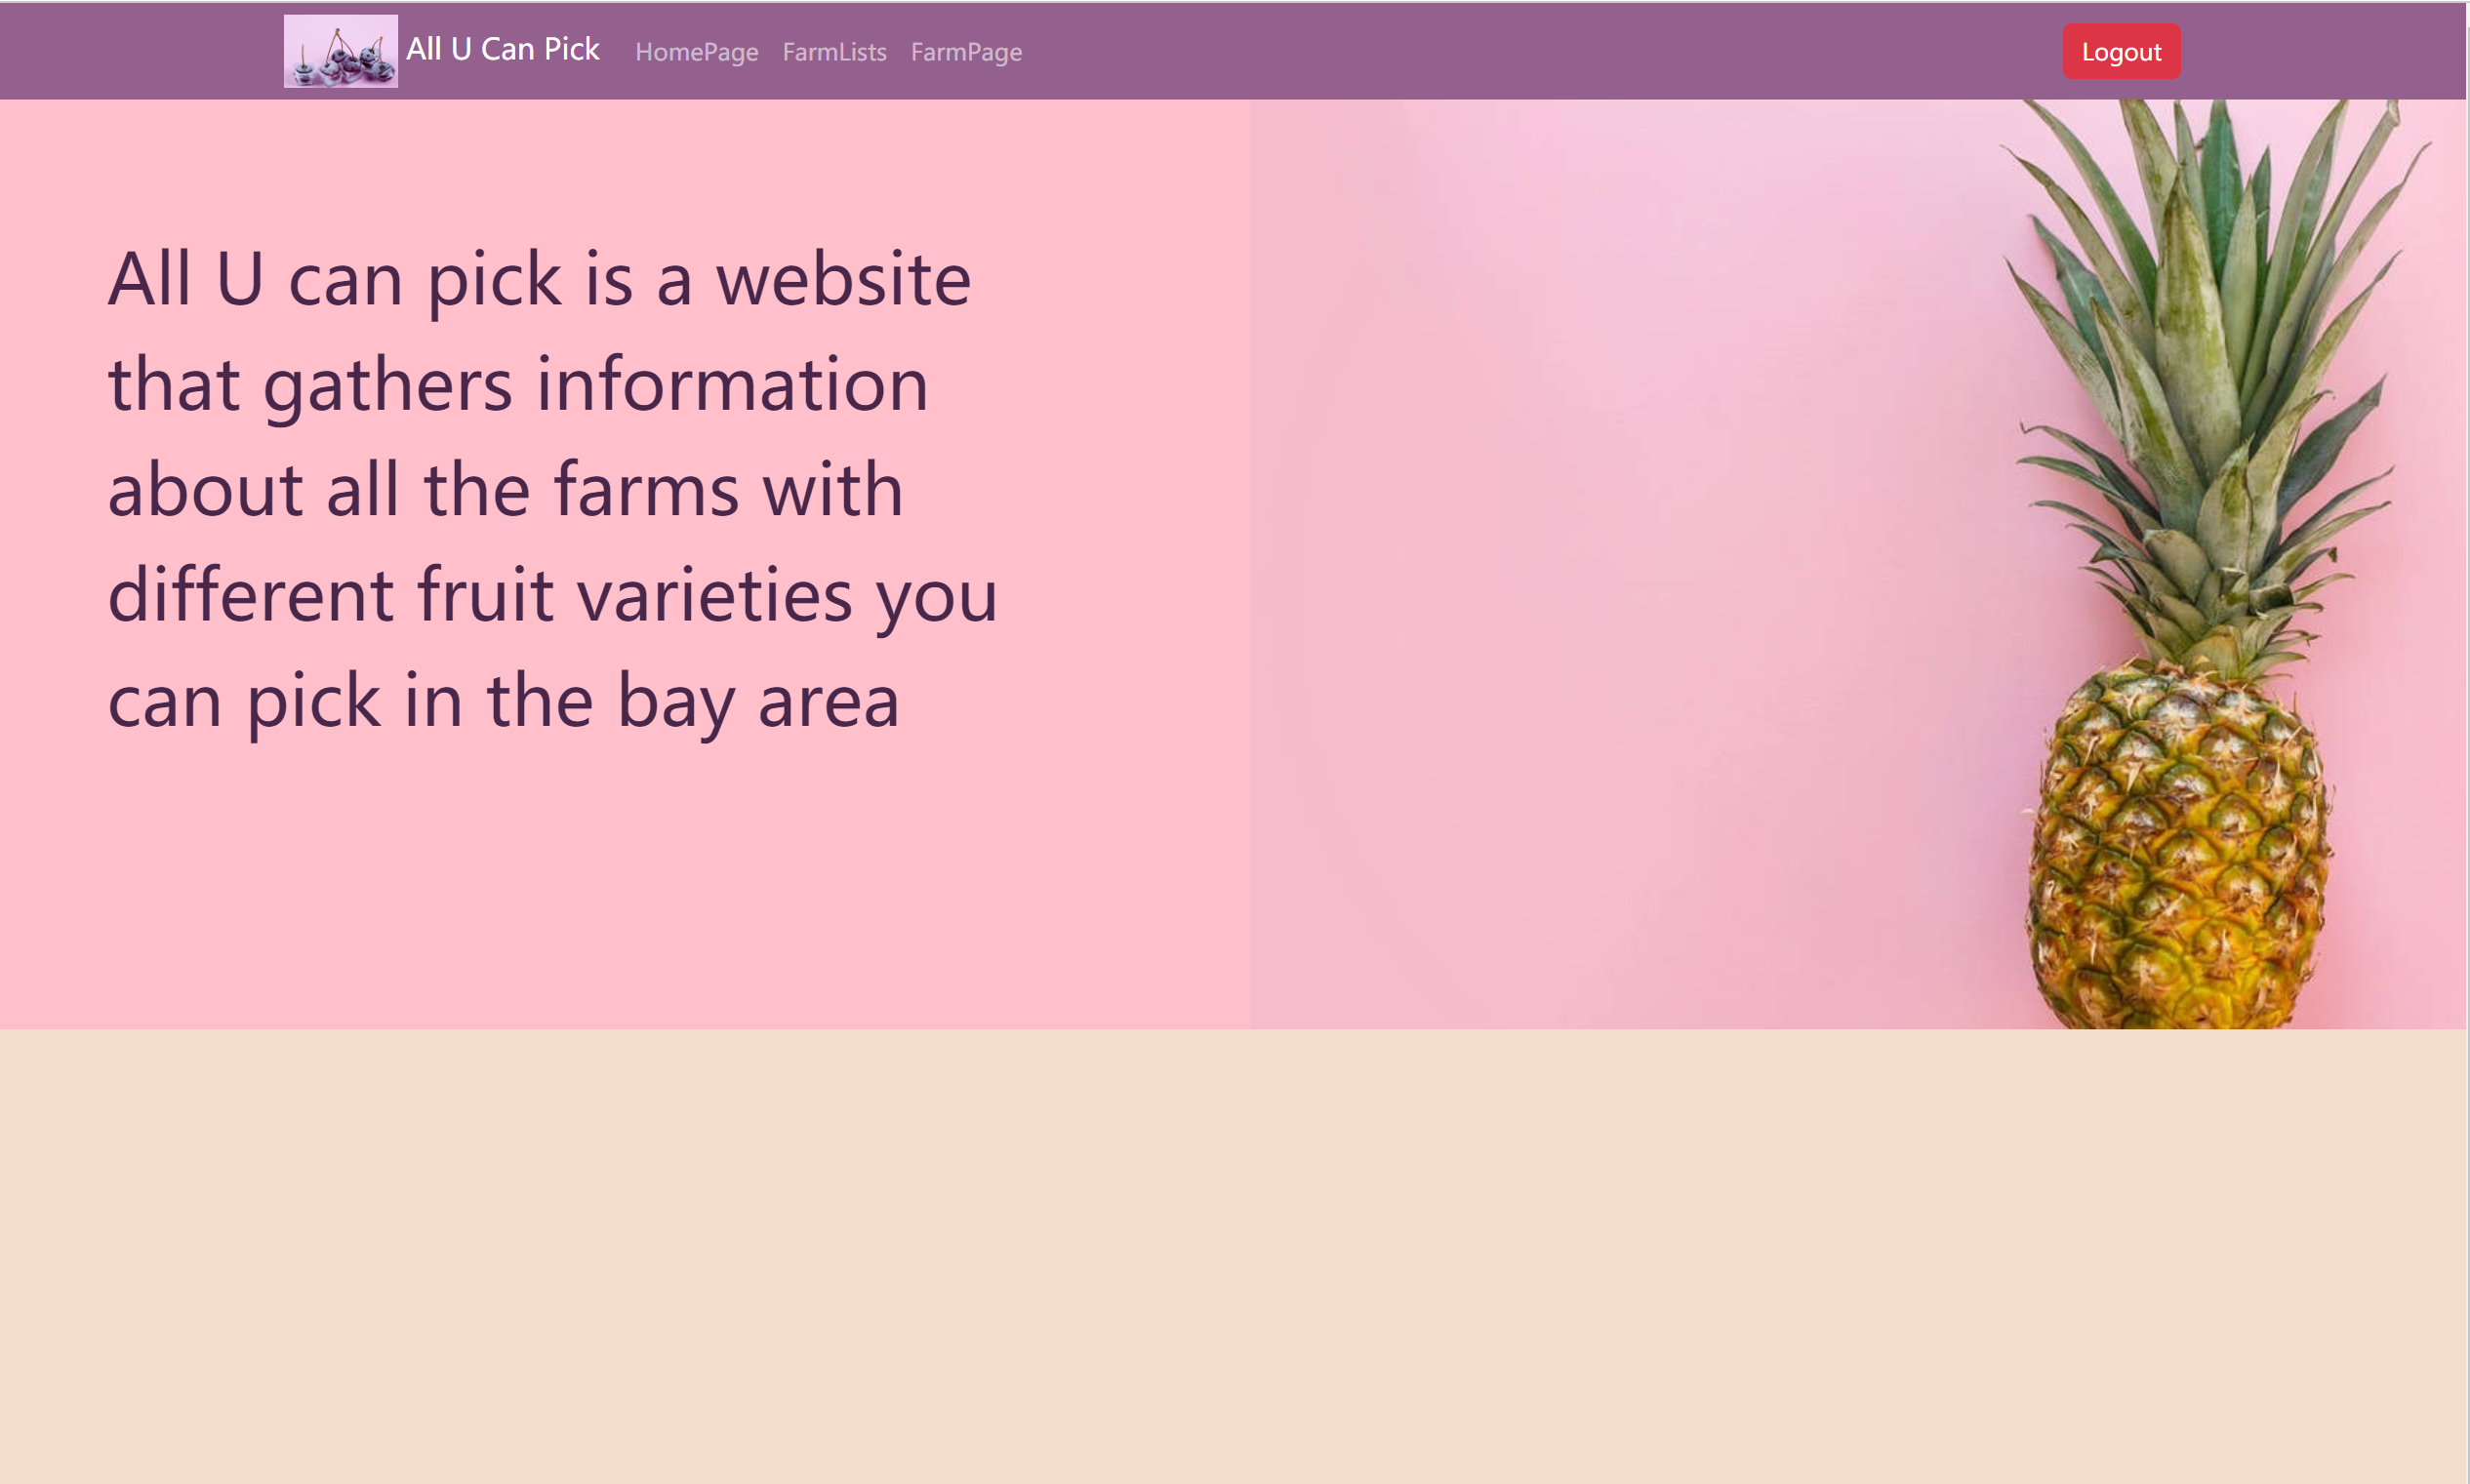 All U Can Pick HomePage FarmLists FarmPage Logout
All U can pick is a website
that gathers information
about all the farms with
different fruit varieties you
can pick in the bay area